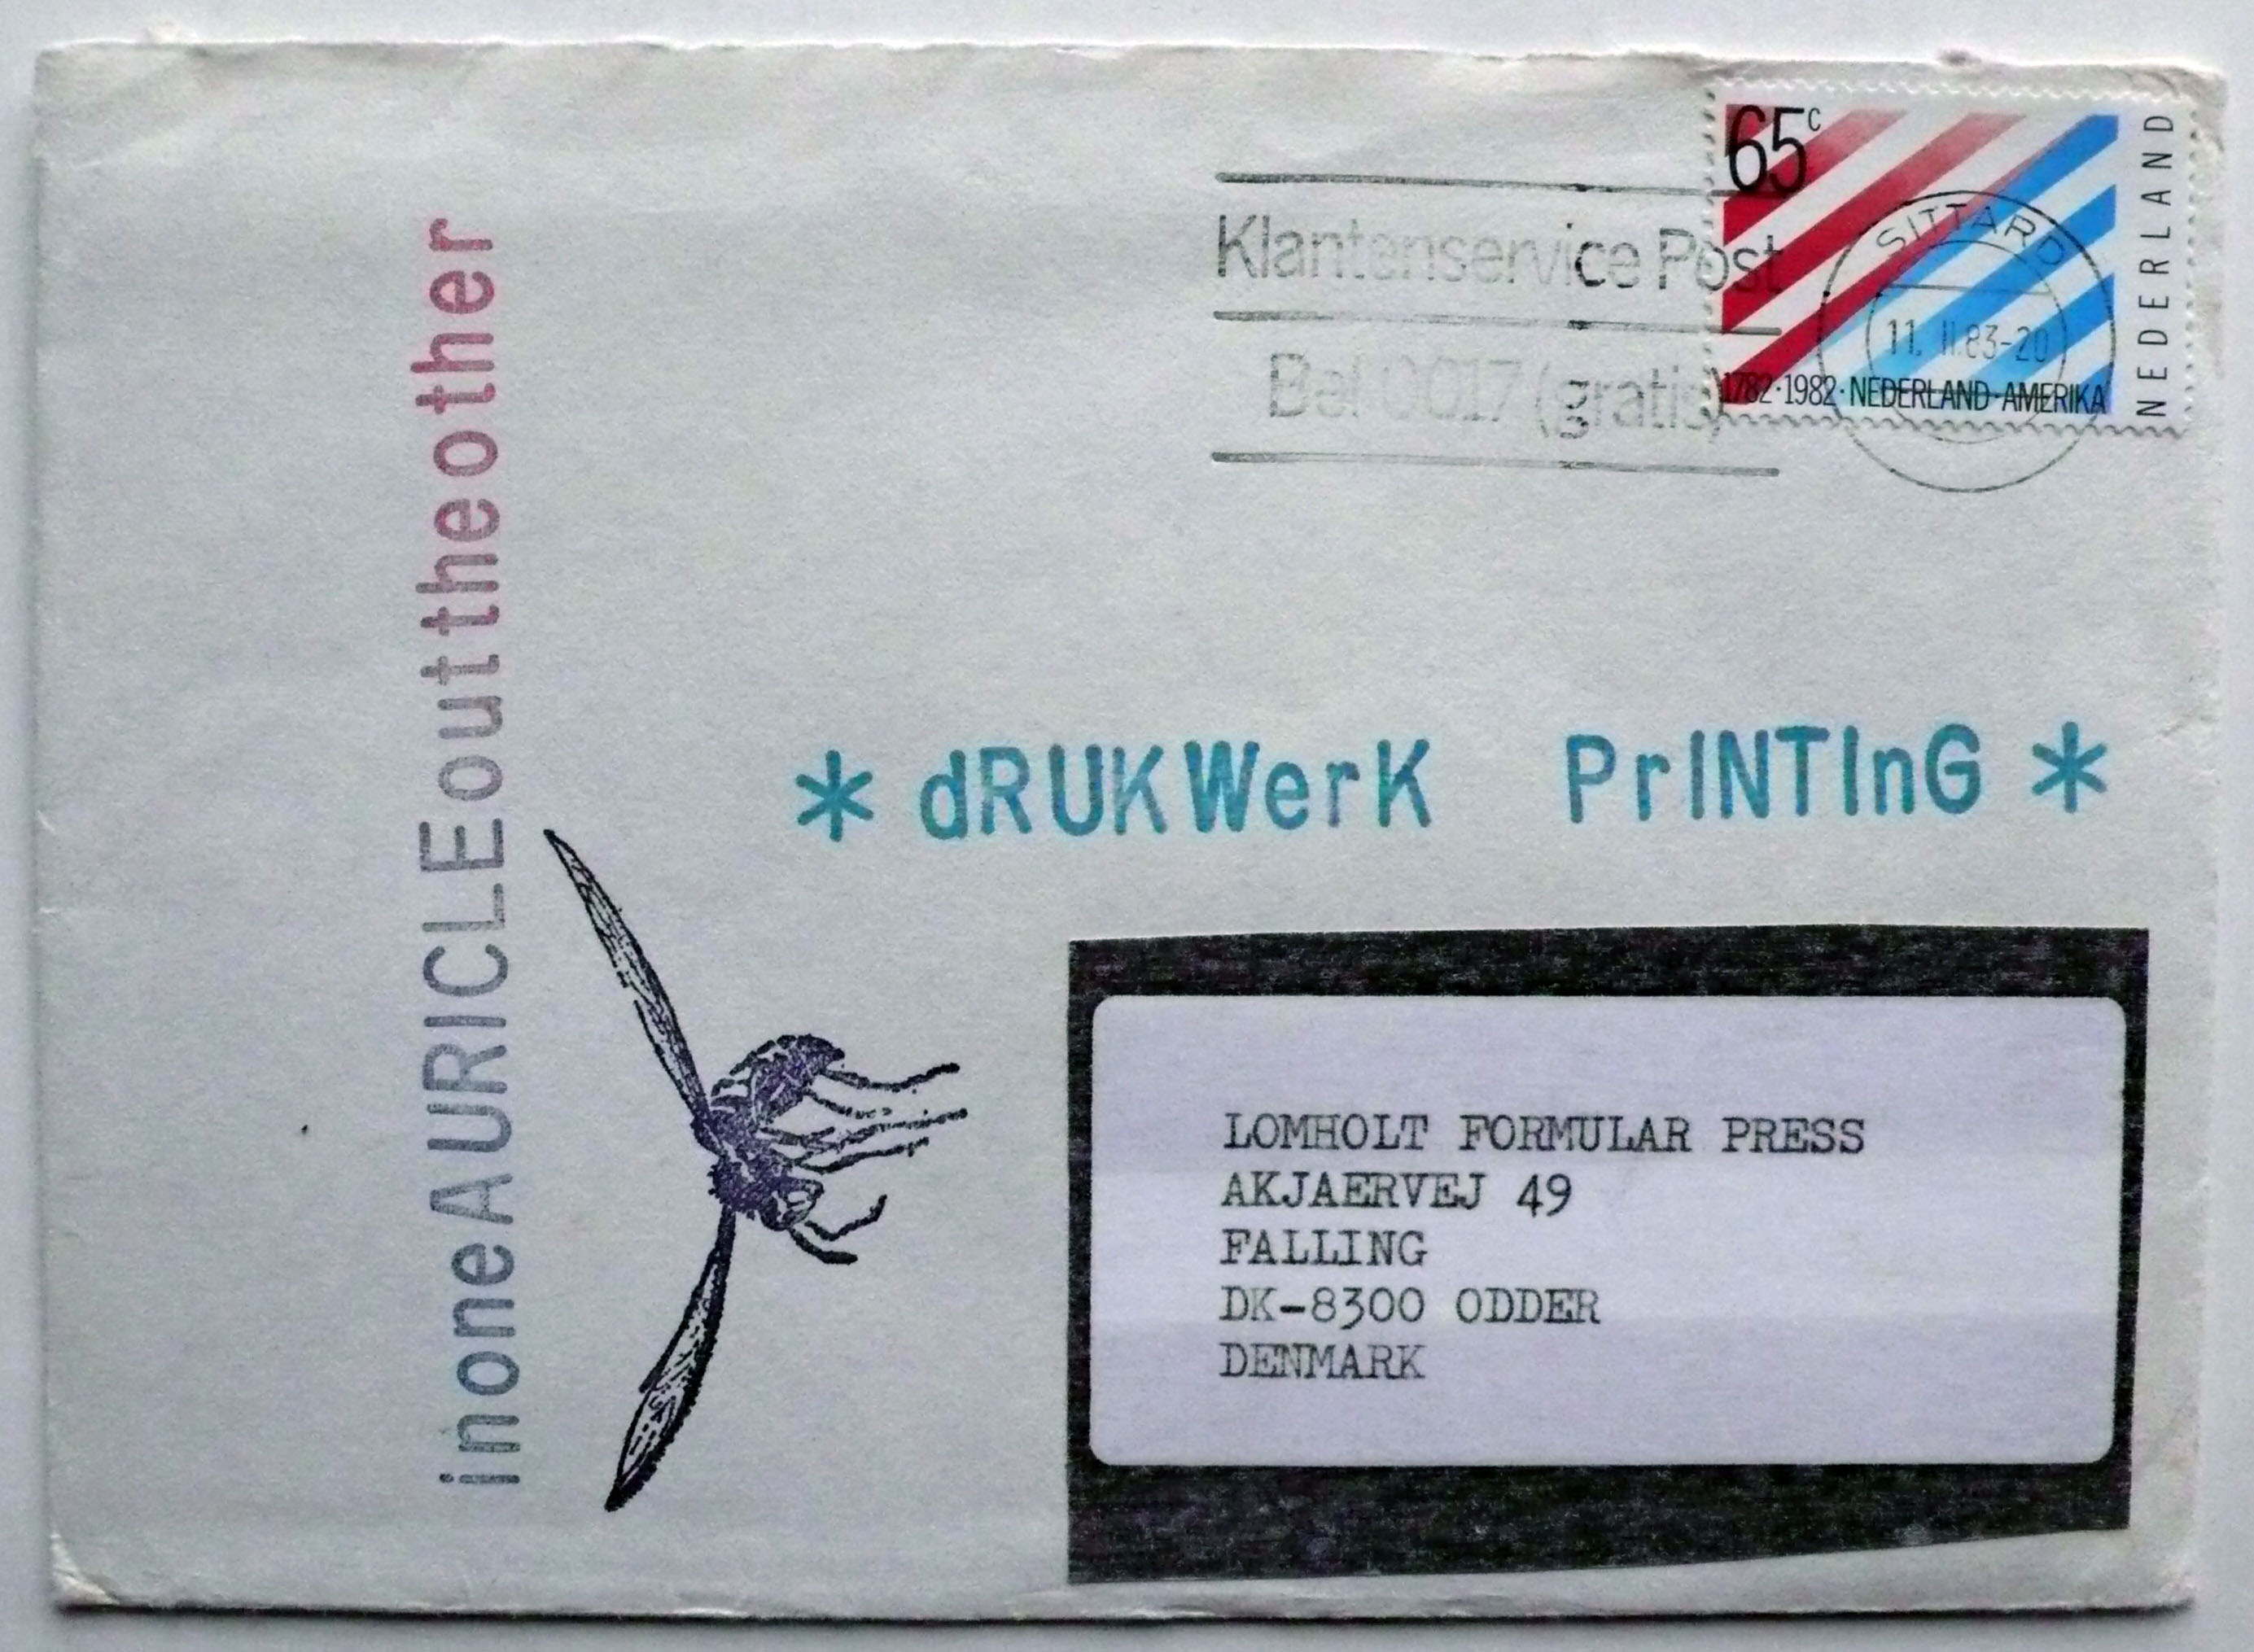 65c
NEDERLAND
1782·1982·NEDERLAND·AMERIKA
SITTARD
11. II.83-20
Klantenservice Post
Bel 0017 (gratis)
inoneAURICLEouttheother
* dRUKWerK PrINTInG *
LOMHOLT FORMULAR PRESS
AKJAERVEJ 49
FALLING
DK-8300 ODDER
DENMARK